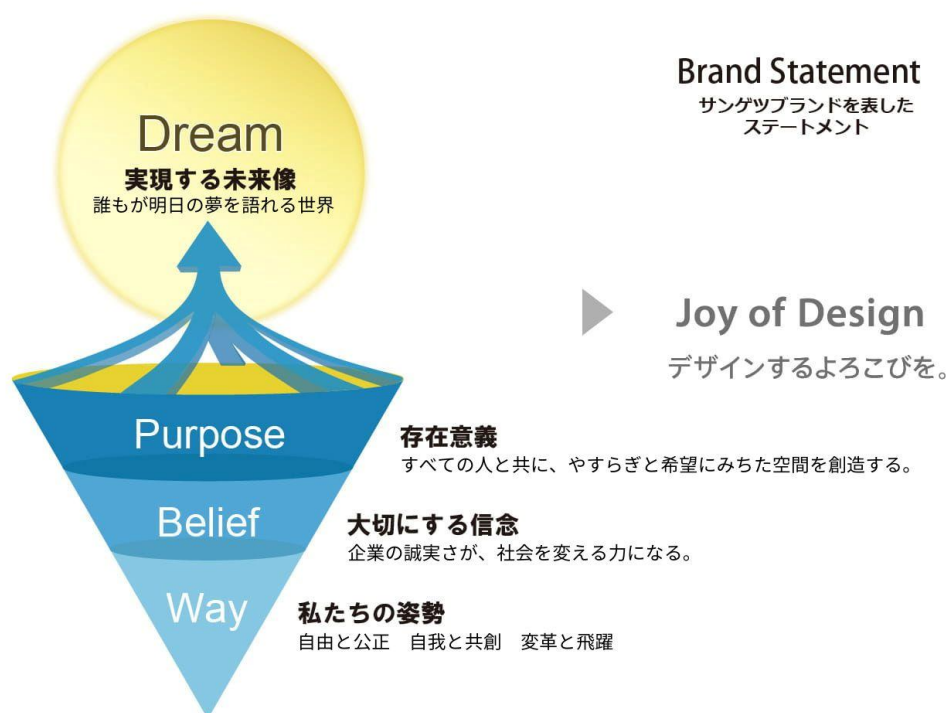 Dream
実現する未来像
誰もが明日の夢を語れる世界
Purpose
存在意義
すべての人と共に、やすらぎと希望にみちた空間を創造する。
Belief
大切にする信念
企業の誠実さが、社会を変える力になる。
Way
私たちの姿勢
自由と公正　自我と共創　変革と飛躍
Brand Statement
サンゲツブランドを表した
ステートメント
Joy of Design
デザインするよろこびを。